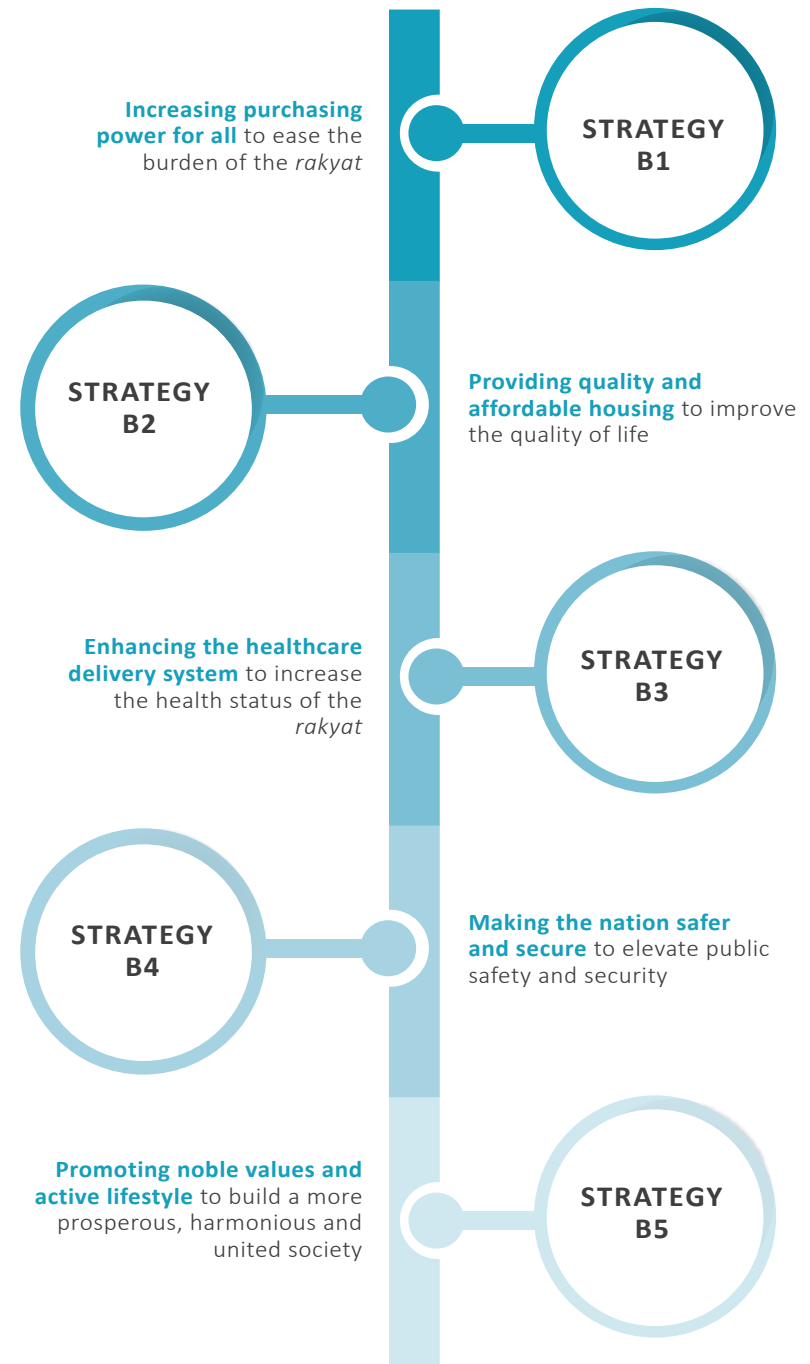 Increasing purchasing
power for all to ease the
burden of the rakyat
STRATEGY
B1
STRATEGY
B2
Providing quality and
affordable housing to improve
the quality of life
Enhancing the healthcare
delivery system to increase
the health status of the
rakyat
STRATEGY
B3
STRATEGY
B4
Making the nation safer
and secure to elevate public
safety and security
Promoting noble values and
active lifestyle to build a more
prosperous, harmonious and
united society
STRATEGY
B5